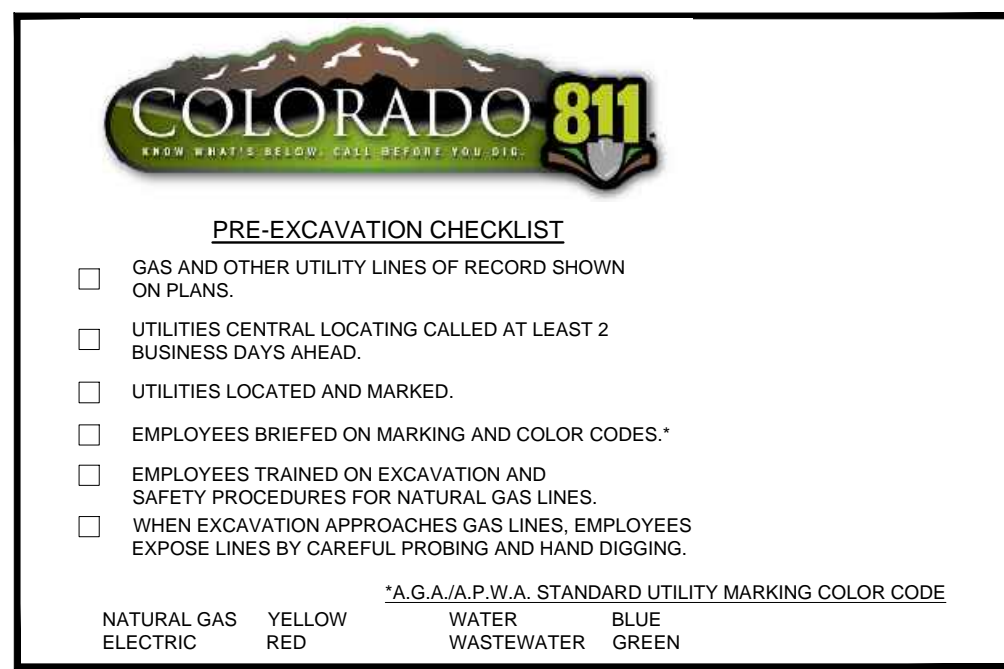 COLORADO 811
KNOW WHAT'S BELOW. CALL BEFORE YOU DIG.
PRE-EXCAVATION CHECKLIST
GAS AND OTHER UTILITY LINES OF RECORD SHOWN
ON PLANS.
UTILITIES CENTRAL LOCATING CALLED AT LEAST 2
BUSINESS DAYS AHEAD.
UTILITIES LOCATED AND MARKED.
EMPLOYEES BRIEFED ON MARKING AND COLOR CODES.*
EMPLOYEES TRAINED ON EXCAVATION AND
SAFETY PROCEDURES FOR NATURAL GAS LINES.
WHEN EXCAVATION APPROACHES GAS LINES, EMPLOYEES
EXPOSE LINES BY CAREFUL PROBING AND HAND DIGGING.
*A.G.A./A.P.W.A. STANDARD UTILITY MARKING COLOR CODE
NATURAL GAS YELLOW WATER BLUE
ELECTRIC RED WASTEWATER GREEN